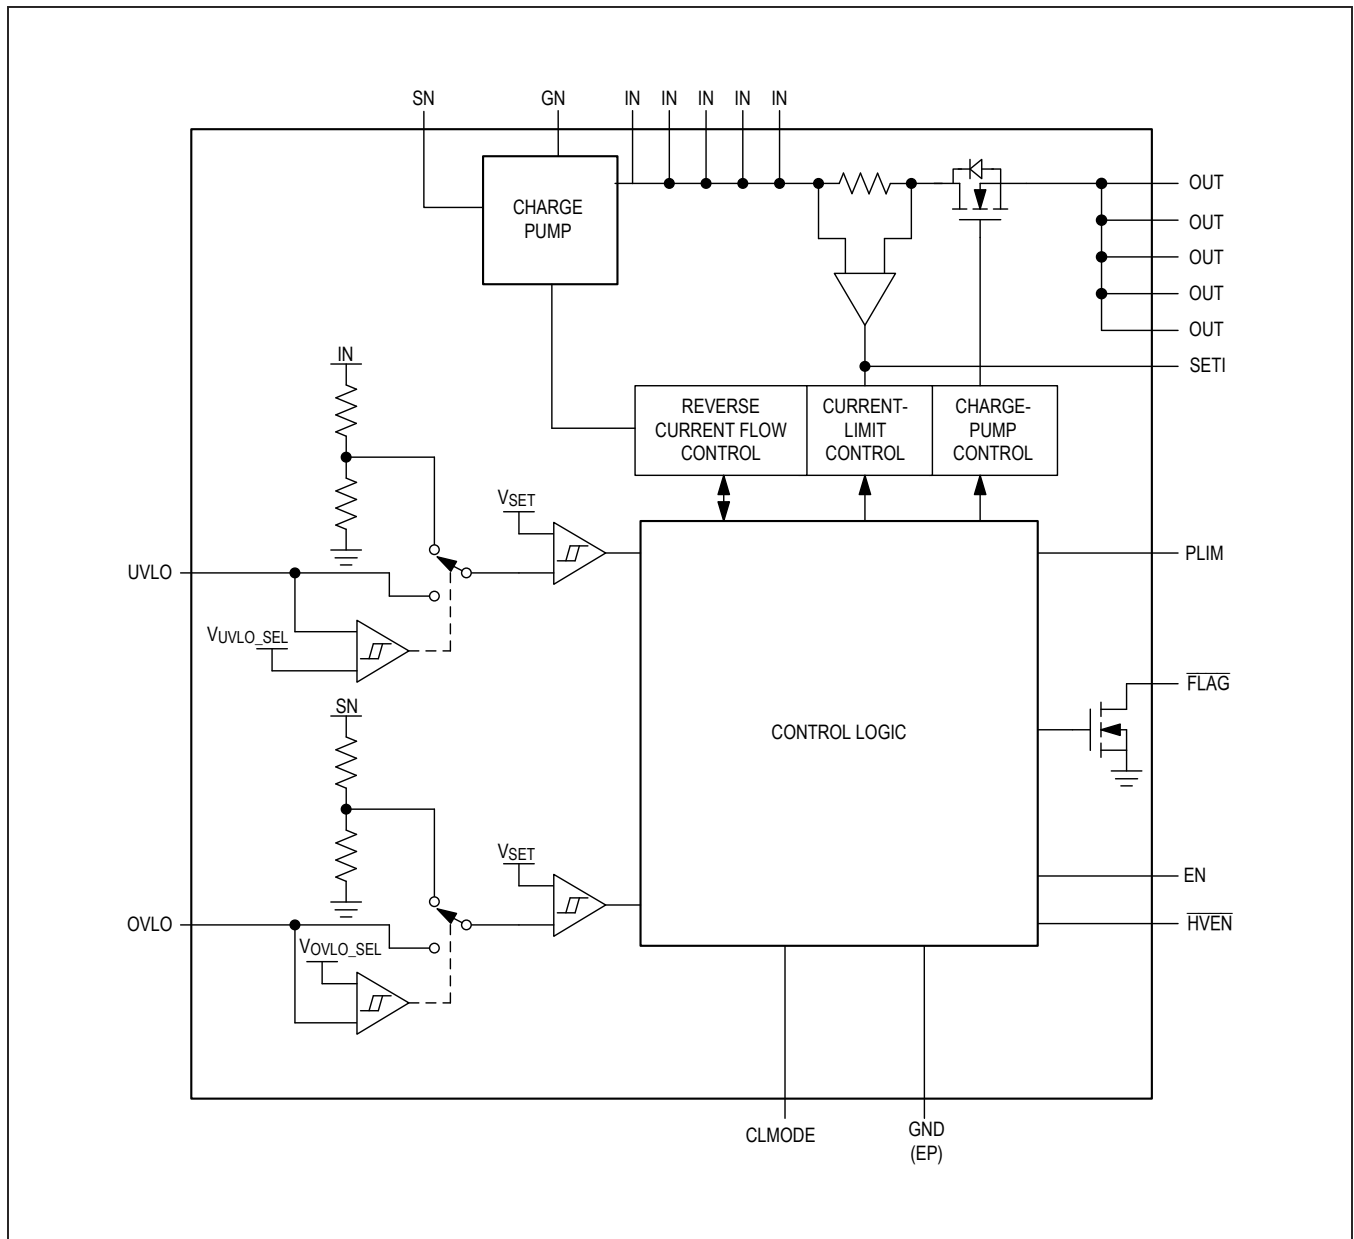 SN GN IN IN IN IN IN
CHARGE
PUMP
OUT
OUT
OUT
OUT
OUT
SETI
IN
REVERSE
CURRENT FLOW
CONTROL
CURRENT-
LIMIT
CONTROL
CHARGE-
PUMP
CONTROL
VSET
UVLO
PLIM
VUVLO_SEL
FLAG
SN
CONTROL LOGIC
VSET
EN
OVLO
HVEN
VOVLO_SEL
CLMODE
GND
(EP)